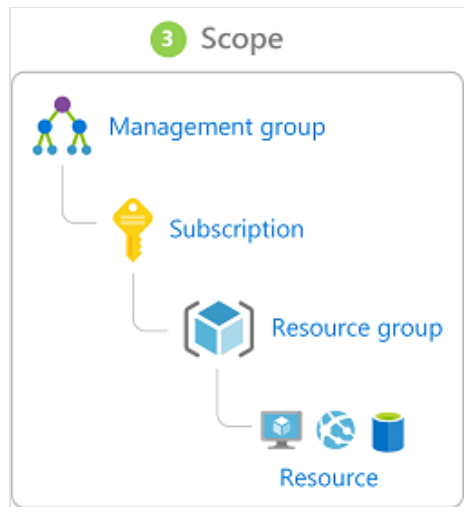 3 Scope
Management group
Subscription
Resource group
Resource